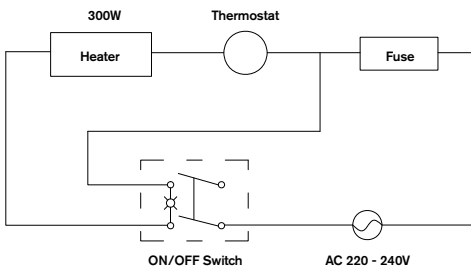 300W
Thermostat
Heater
Fuse
ON/OFF Switch
AC 220 - 240V